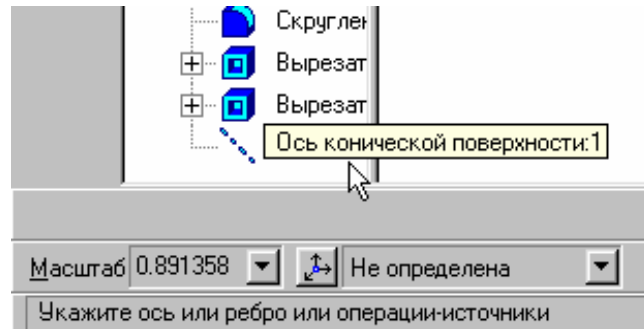 Скруглен
Вырезат
Вырезат
Ось конической поверхности:1
Масштаб 0.891358 Не определена
Укажите ось или ребро или операции-источники